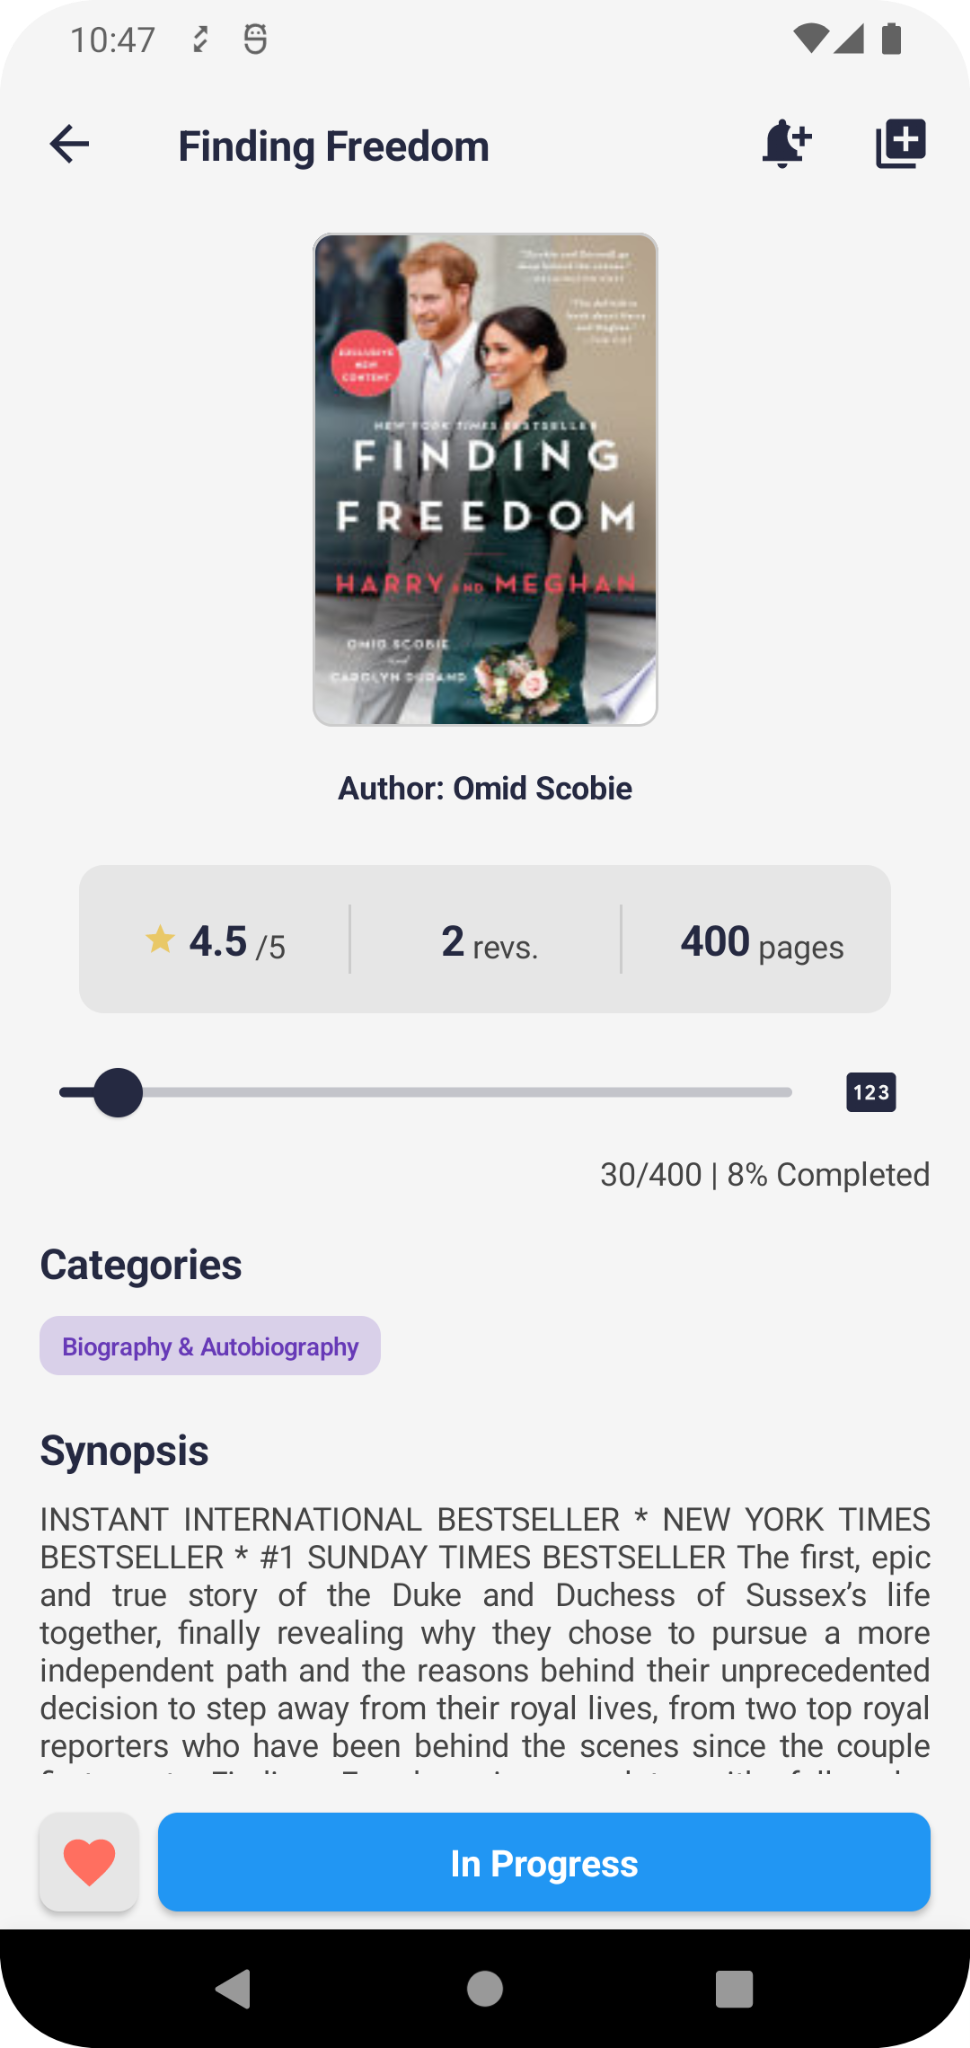 10:47
Finding Freedom
EXCLUSIVE
NEW
CONTENT
NEW YORK TIMES BESTSELLER
FINDING
FREEDOM
HARRY AND MEGHAN
OMID SCOBIE
and
CAROLYN DURAND
Author: Omid Scobie
4.5 /5
2 revs.
400 pages
123
30/400 | 8% Completed
Categories
Biography & Autobiography
Synopsis
INSTANT INTERNATIONAL BESTSELLER * NEW YORK TIMES
BESTSELLER * #1 SUNDAY TIMES BESTSELLER The first, epic
and true story of the Duke and Duchess of Sussex’s life
together, finally revealing why they chose to pursue a more
independent path and the reasons behind their unprecedented
decision to step away from their royal lives, from two top royal
reporters who have been behind the scenes since the couple
In Progress